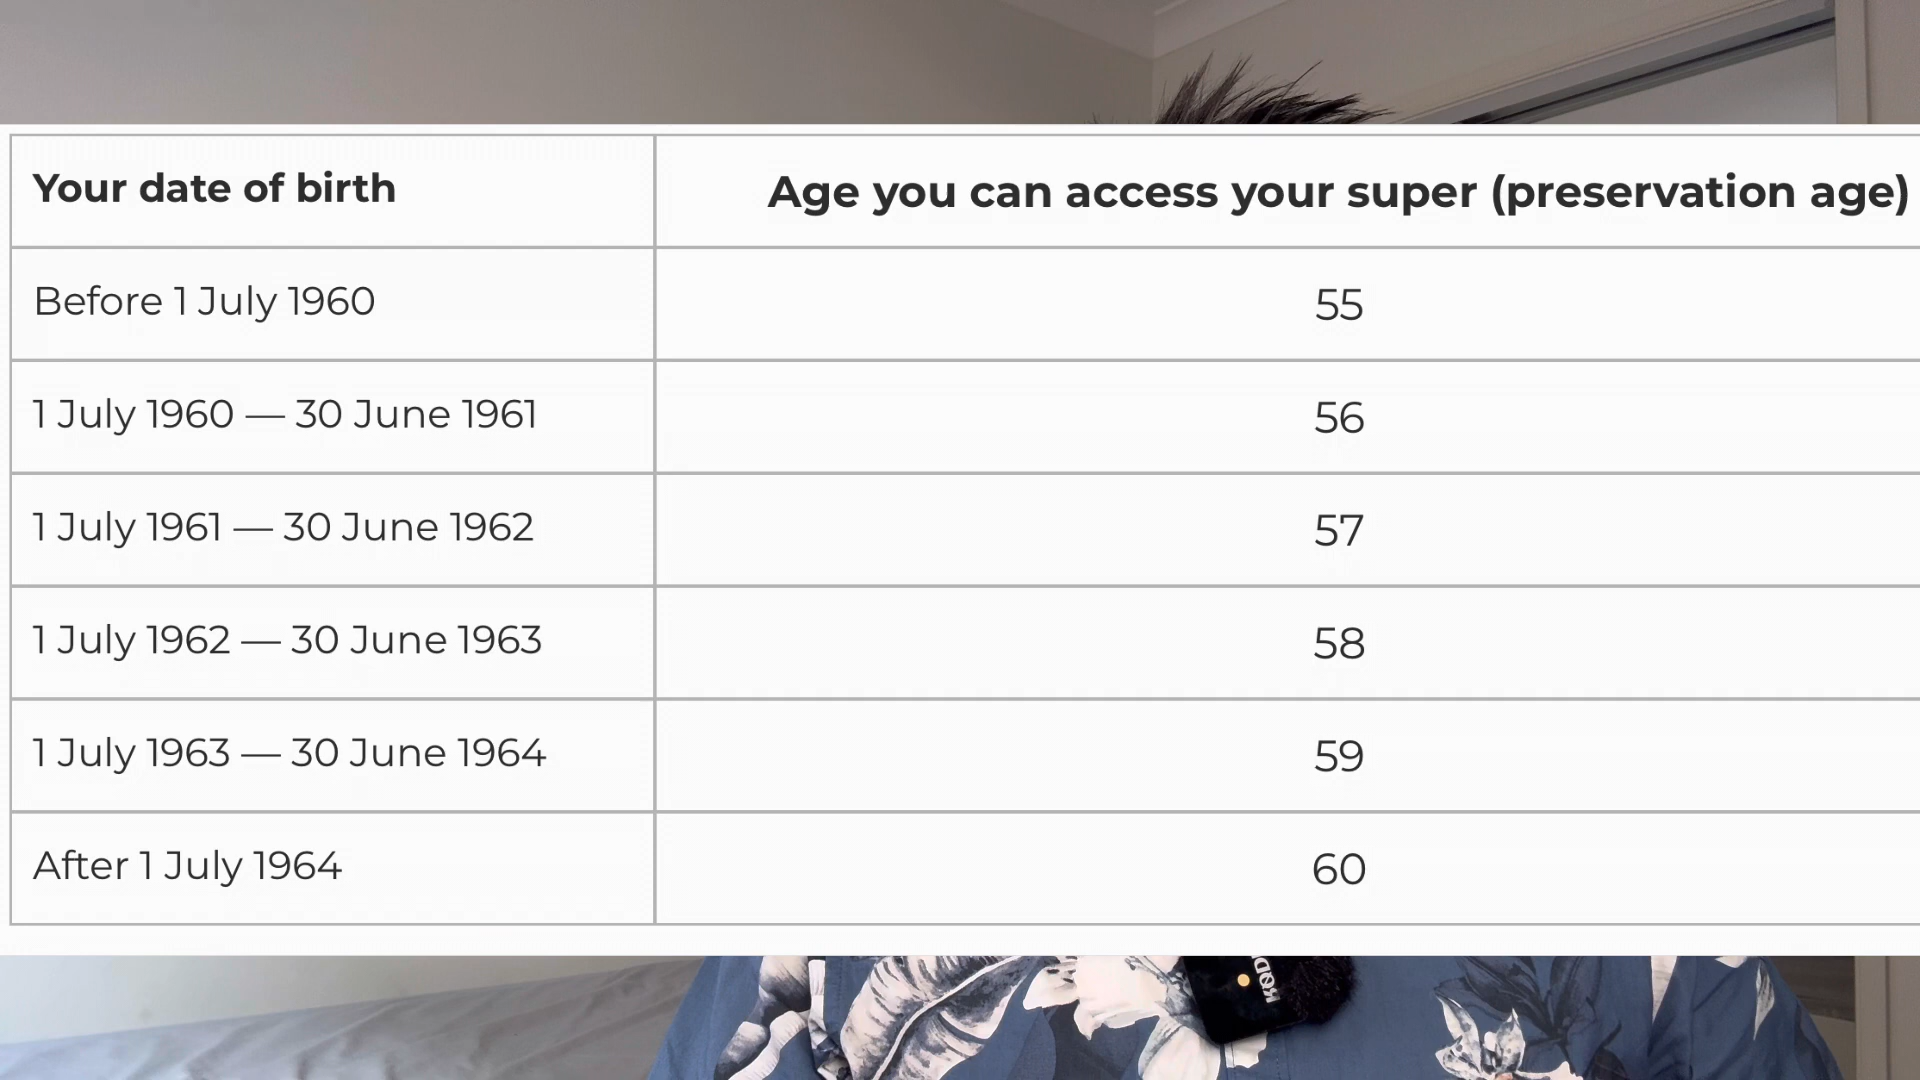 Your date of birth
Age you can access your super (preservation age)
Before 1 July 1960
55
1 July 1960 — 30 June 1961
56
1 July 1961 — 30 June 1962
57
1 July 1962 — 30 June 1963
58
1 July 1963 — 30 June 1964
59
After 1 July 1964
60